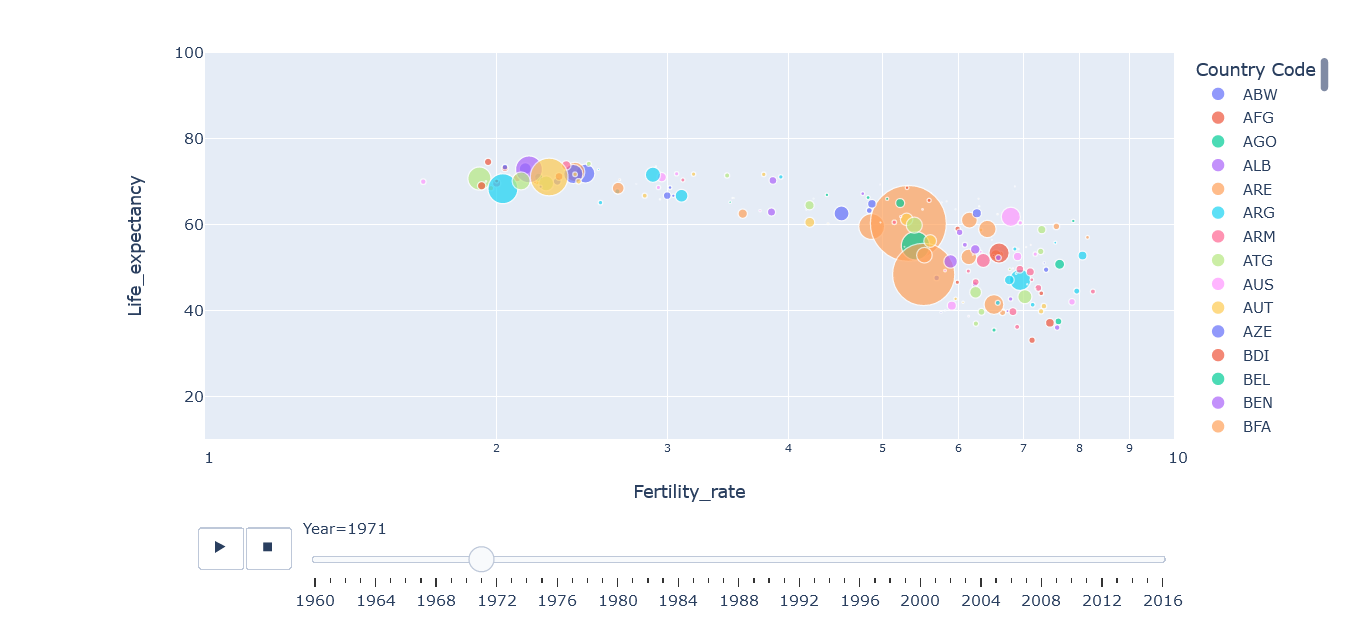 100
80
60
40
20
Life_expectancy
1
2
3
4
5
6
7
8
9
10
Fertility_rate
Country Code
ABW
AFG
AGO
ALB
ARE
ARG
ARM
ATG
AUS
AUT
AZE
BDI
BEL
BEN
BFA
Year=1971
1960 1964 1968 1972 1976 1980 1984 1988 1992 1996 2000 2004 2008 2012 2016